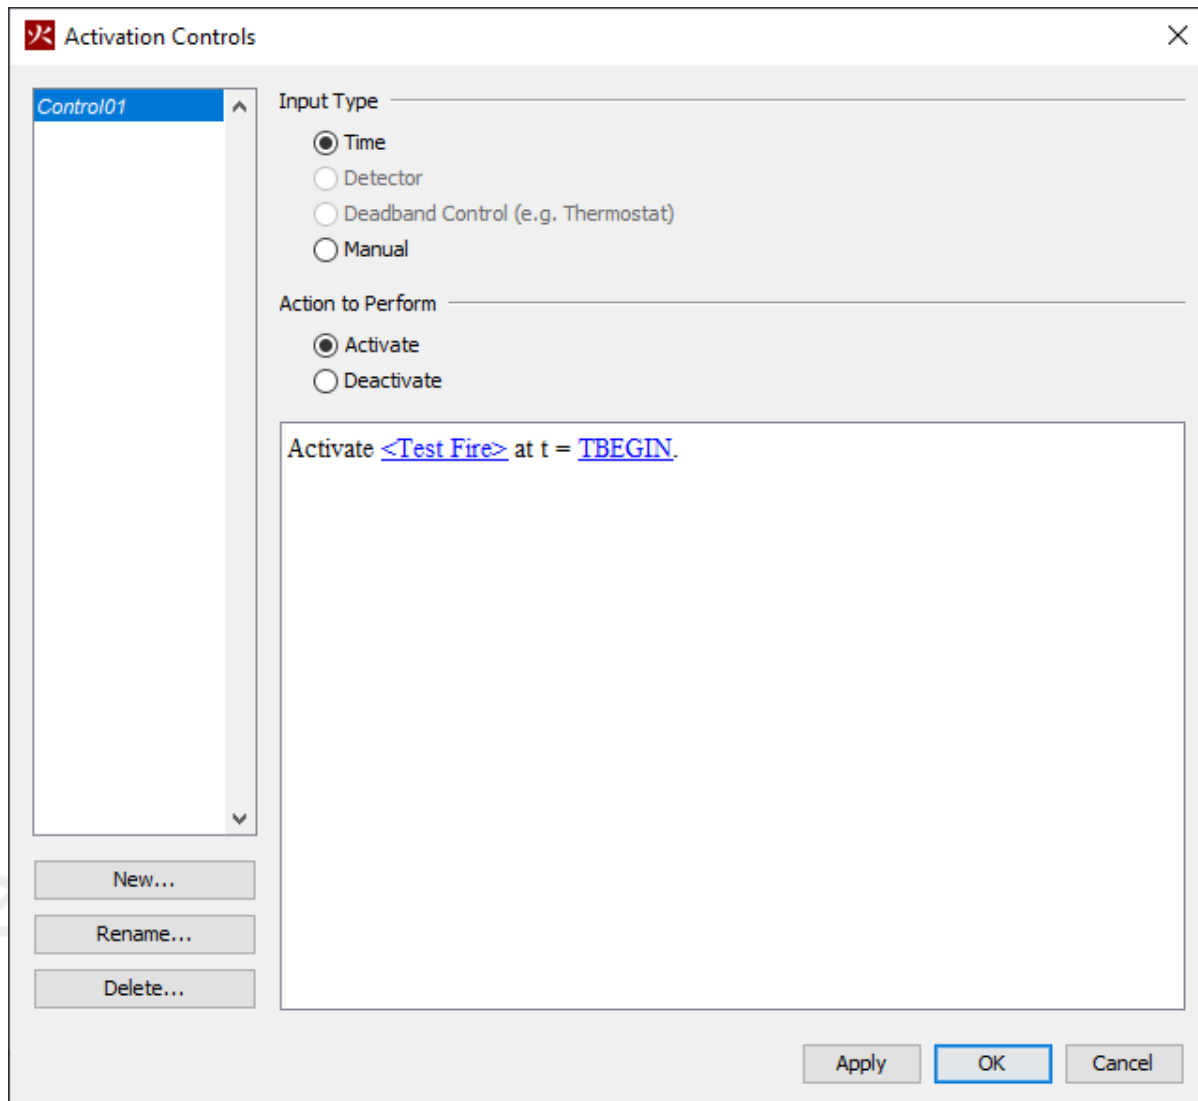 火 Activation Controls
Control01
Input Type
Time
Detector
Deadband Control (e.g. Thermostat)
Manual
Action to Perform
Activate
Deactivate
Activate <Test Fire> at t = TBEGIN.
New...
Rename...
Delete...
Apply OK Cancel